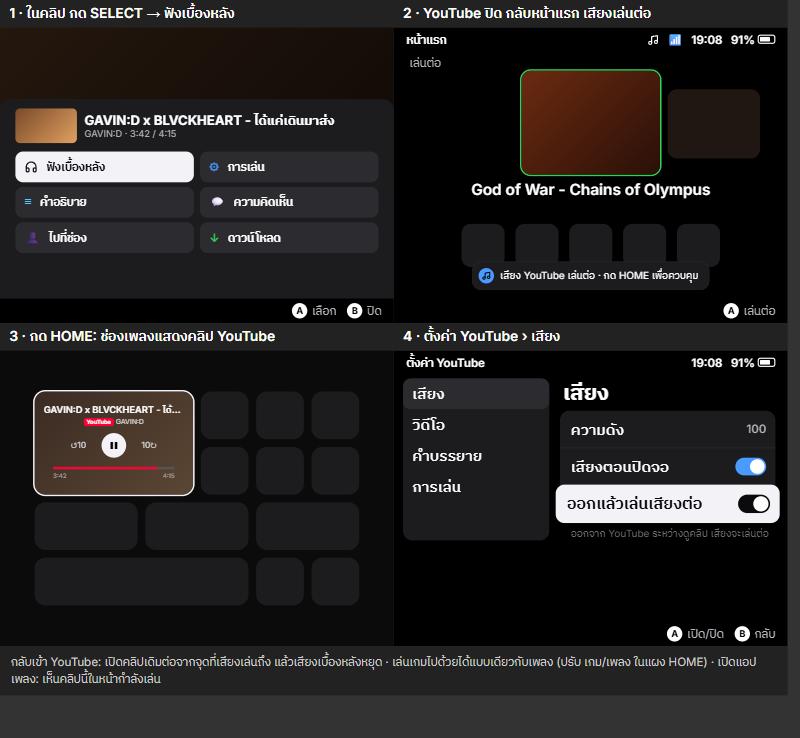 1 · ในคลิป กด SELECT → ฟังเบื้องหลัง
GAVIN:D x BLVCKHEART - ได้แค่เดินมาส่ง
GAVIN:D · 3:42 / 4:15
ฟังเบื้องหลัง
การเล่น
คำอธิบาย
ความคิดเห็น
ไปที่ช่อง
ดาวน์โหลด
A เลือก B ปิด
2 · YouTube ปิด กลับหน้าแรก เสียงเล่นต่อ
หน้าแรก 19:08 91%
เล่นต่อ
God of War - Chains of Olympus
เสียง YouTube เล่นต่อ · กด HOME เพื่อควบคุม
A เล่นต่อ
3 · กด HOME: ช่องเพลงแสดงคลิป YouTube
GAVIN:D x BLVCKHEART - ได้...
YouTube GAVIN:D
↺10 10↻
3:42 4:15
4 · ตั้งค่า YouTube › เสียง
ตั้งค่า YouTube 19:08 91%
เสียง
วิดีโอ
คำบรรยาย
การเล่น
เสียง
ความดัง 100
เสียงตอนปิดจอ
ออกแล้วเล่นเสียงต่อ
ออกจาก YouTube ระหว่างดูคลิป เสียงจะเล่นต่อ
A เปิด/ปิด B กลับ
กลับเข้า YouTube: เปิดคลิปเดิมต่อจากจุดที่เสียงเล่นถึง แล้วเสียงเบื้องหลังหยุด · เล่นเกมไปด้วยได้แบบเดียวกับเพลง (ปรับ เกม/เพลง ในแผง HOME) · เปิดแอป
เพลง: เห็นคลิปนี้ในหน้ากำลังเล่น